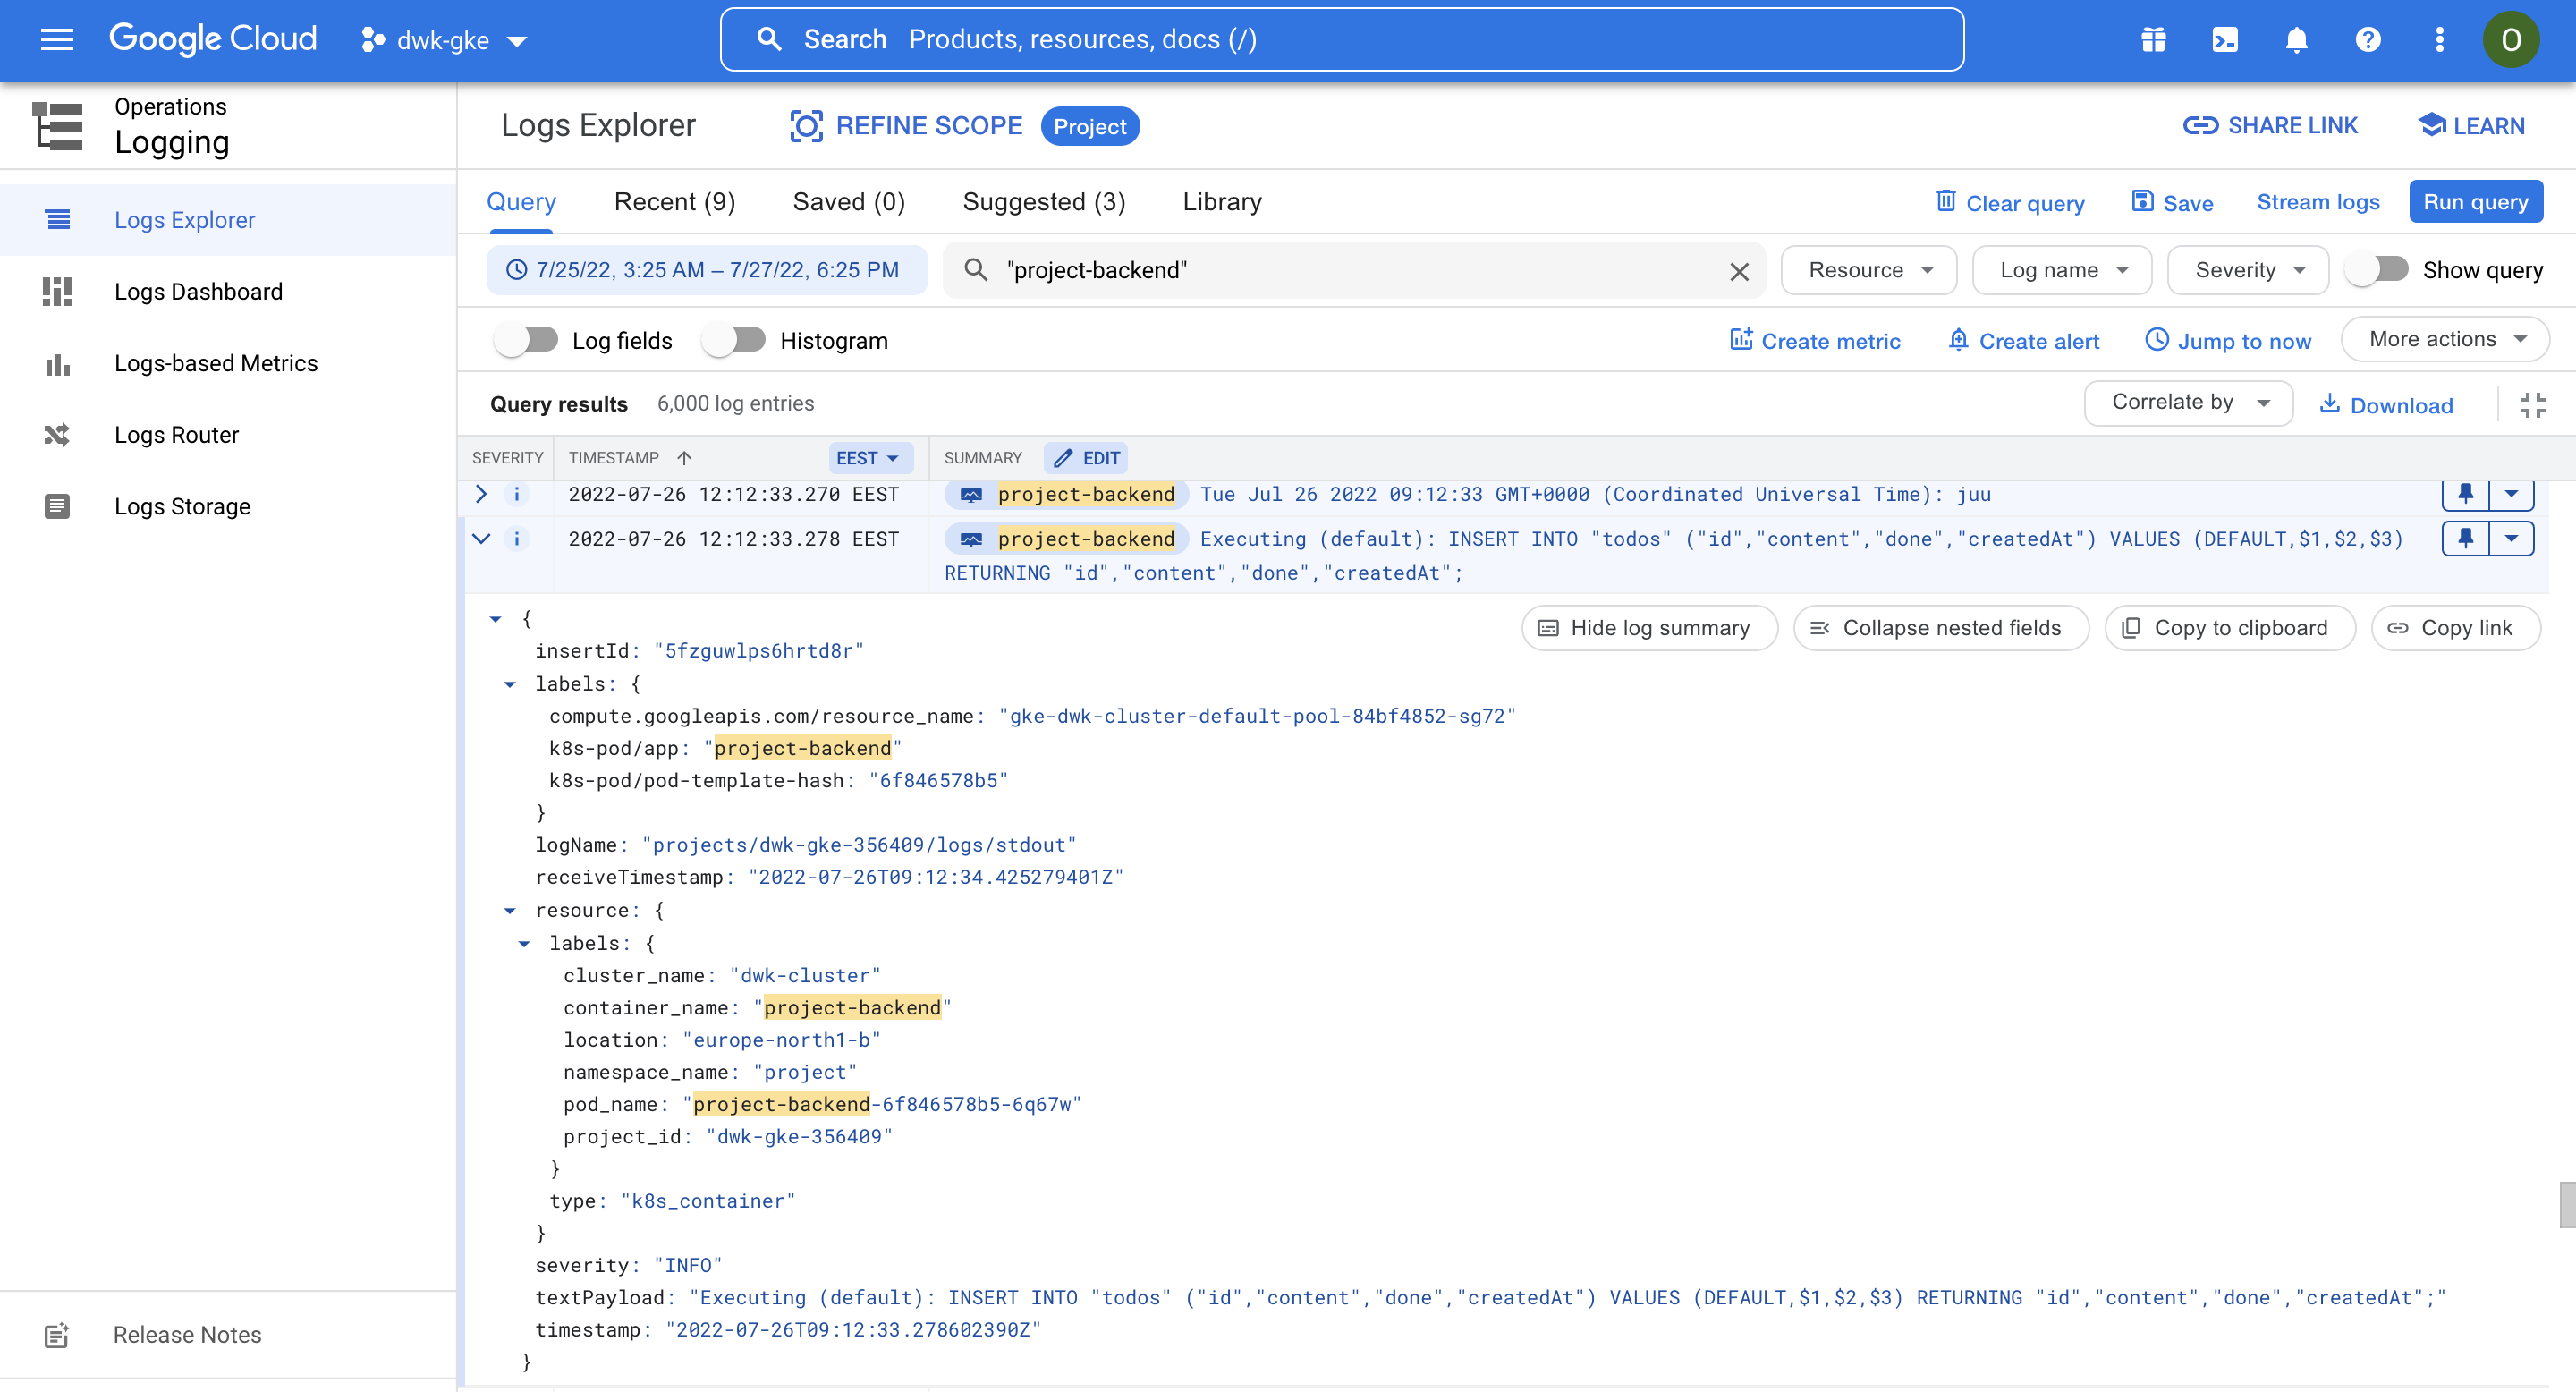 Google Cloud
dwk-gke
Search Products, resources, docs (/)
O
Operations
Logging
Logs Explorer
REFINE SCOPE
Project
SHARE LINK
LEARN
Logs Explorer
Logs Dashboard
Logs-based Metrics
Logs Router
Logs Storage
Release Notes
Query
Recent (9)
Saved (0)
Suggested (3)
Library
Clear query
Save
Stream logs
Run query
7/25/22, 3:25 AM – 7/27/22, 6:25 PM
"project-backend"
Resource
Log name
Severity
Show query
Log fields
Histogram
Create metric
Create alert
Jump to now
More actions
Query results 6,000 log entries
Correlate by
Download
SEVERITY TIMESTAMP EEST SUMMARY EDIT
i 2022-07-26 12:12:33.270 EEST project-backend Tue Jul 26 2022 09:12:33 GMT+0000 (Coordinated Universal Time): juu
i 2022-07-26 12:12:33.278 EEST project-backend Executing (default): INSERT INTO "todos" ("id","content","done","createdAt") VALUES (DEFAULT,$1,$2,$3)
RETURNING "id","content","done","createdAt";
Hide log summary
Collapse nested fields
Copy to clipboard
Copy link
{
insertId: "5fzguwlps6hrtd8r"
labels: {
compute.googleapis.com/resource_name: "gke-dwk-cluster-default-pool-84bf4852-sg72"
k8s-pod/app: "project-backend"
k8s-pod/pod-template-hash: "6f846578b5"
}
logName: "projects/dwk-gke-356409/logs/stdout"
receiveTimestamp: "2022-07-26T09:12:34.425279401Z"
resource: {
labels: {
cluster_name: "dwk-cluster"
container_name: "project-backend"
location: "europe-north1-b"
namespace_name: "project"
pod_name: "project-backend-6f846578b5-6q67w"
project_id: "dwk-gke-356409"
}
type: "k8s_container"
}
severity: "INFO"
textPayload: "Executing (default): INSERT INTO "todos" ("id","content","done","createdAt") VALUES (DEFAULT,$1,$2,$3) RETURNING "id","content","done","createdAt";"
timestamp: "2022-07-26T09:12:33.278602390Z"
}